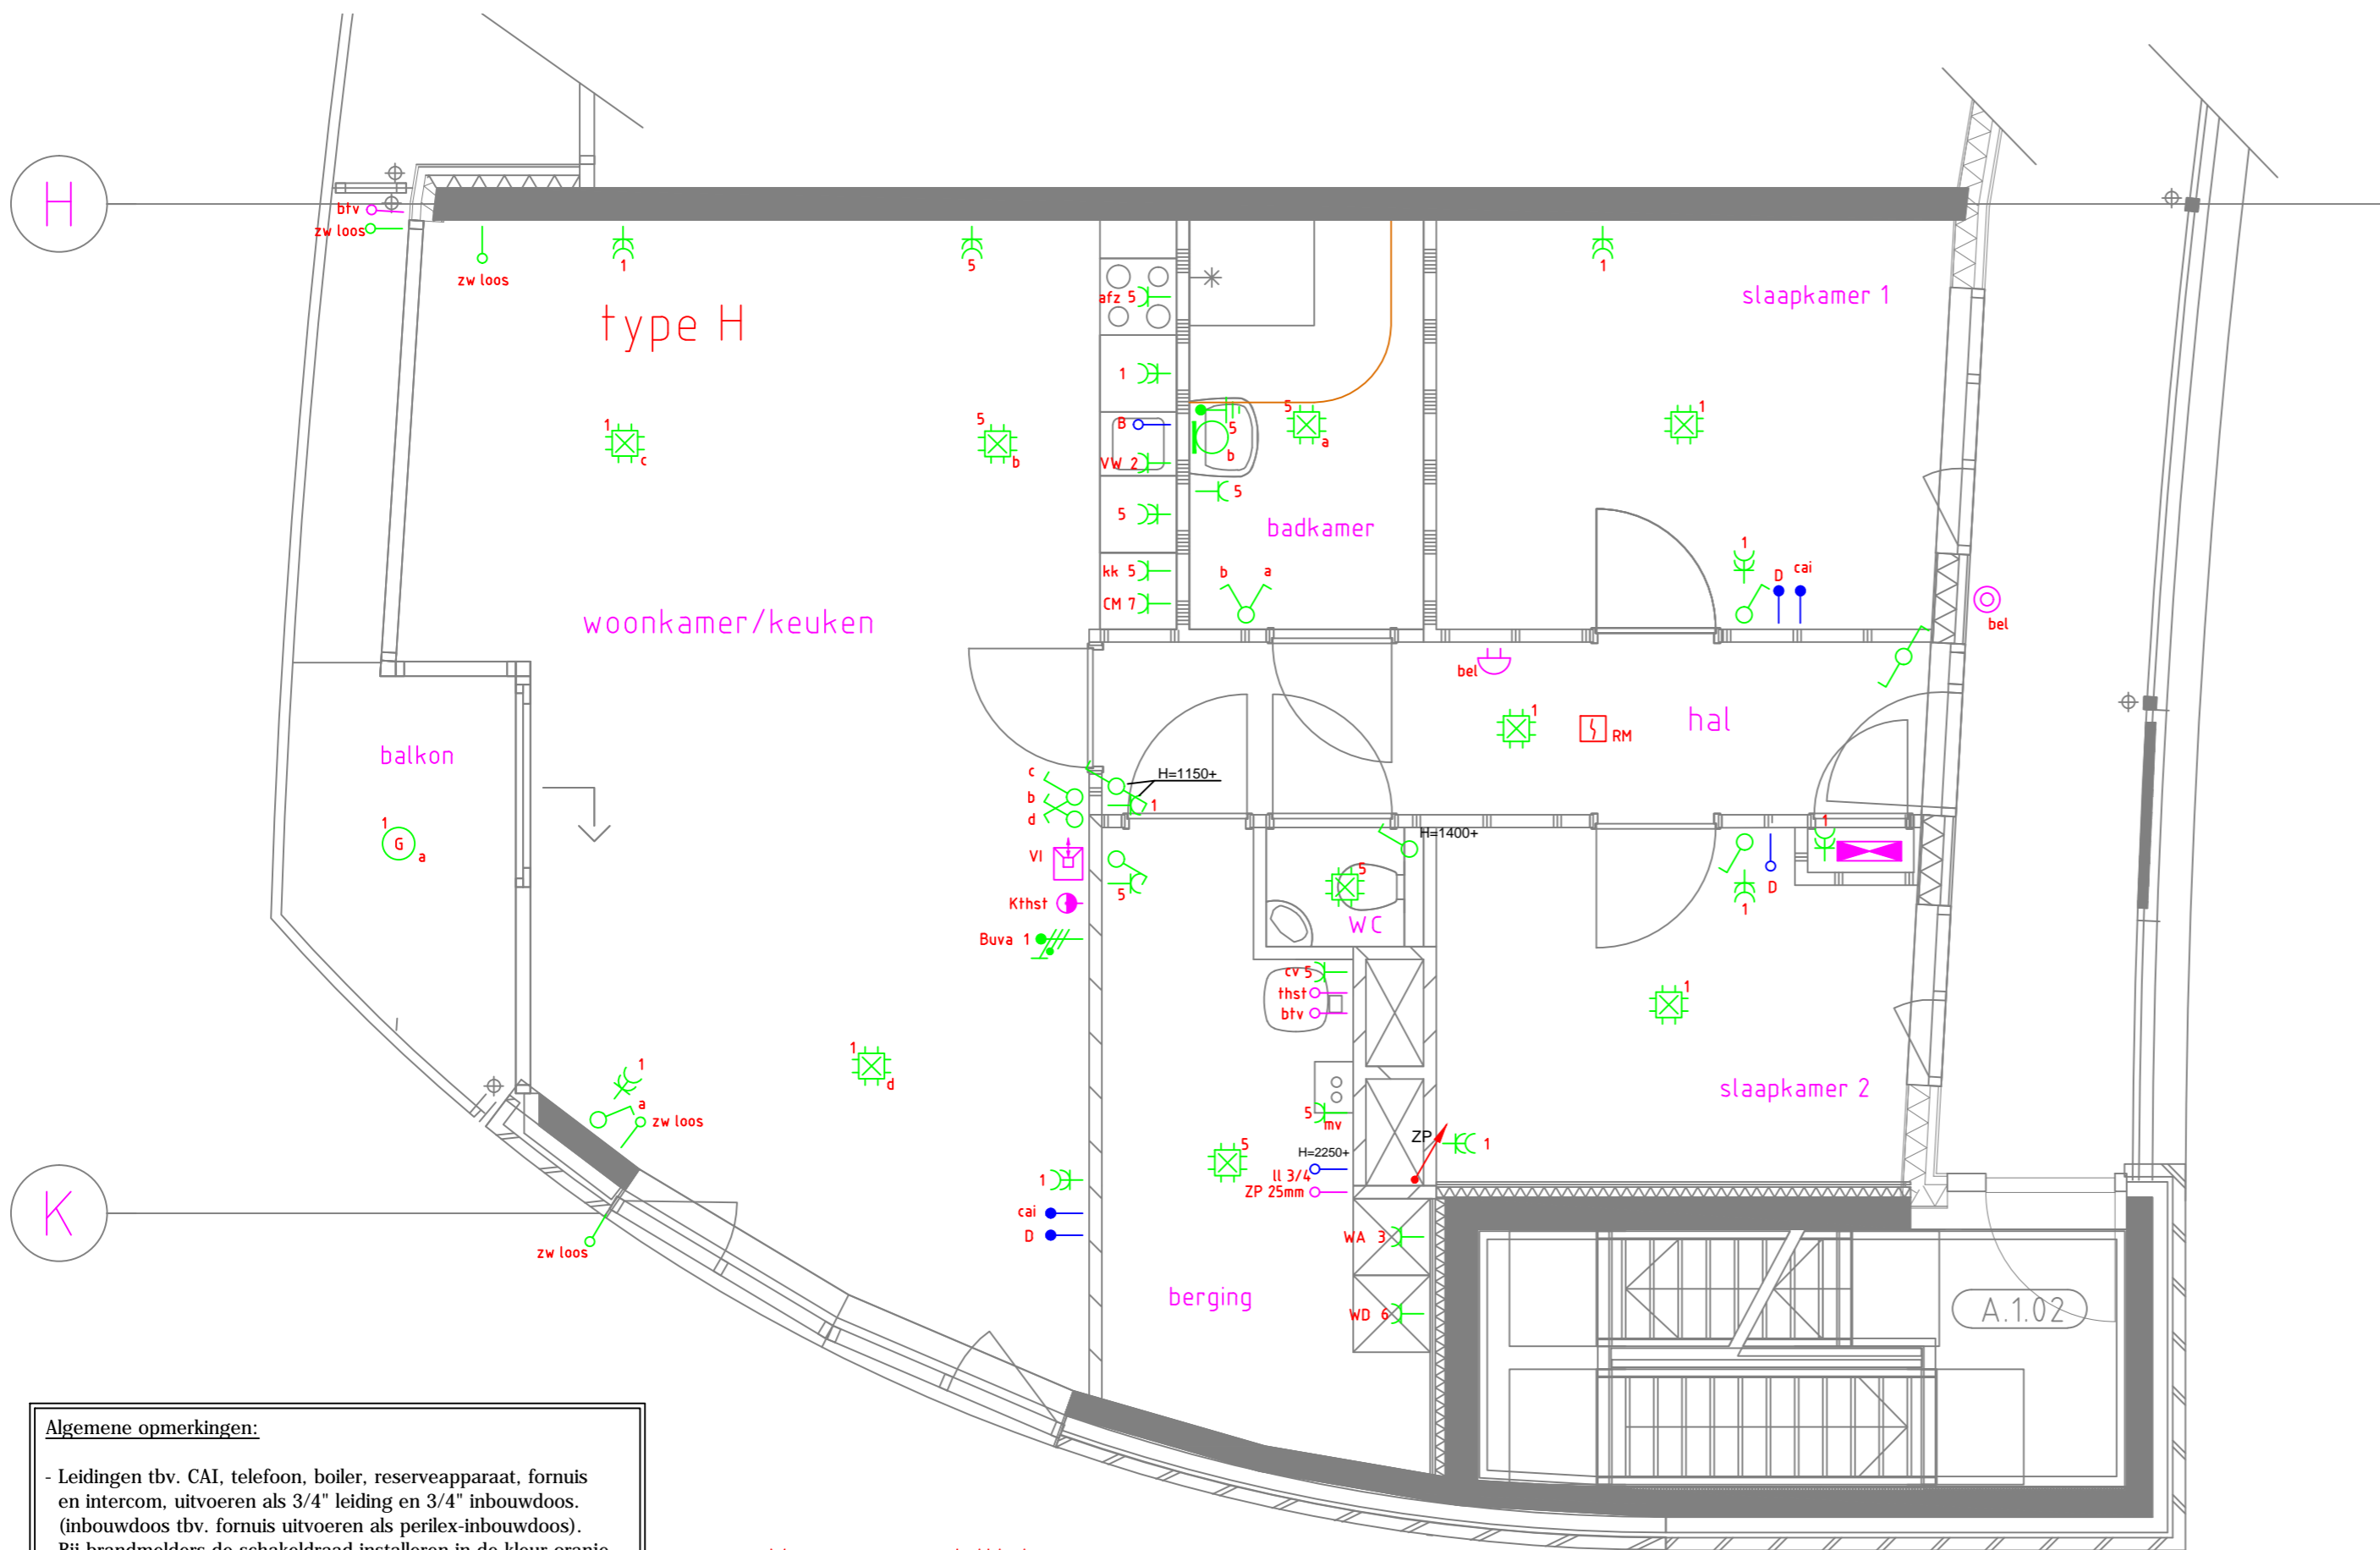 H
btv
zw loos
zw loos
1
5
1
type H
afz 5
slaapkamer 1
1
B
VW 2
5
kk 5
CM 7
1
c
5
b
5
a
5
b
5
1
badkamer
b
a
1
D
cai
bel
woonkamer/keuken
bel
1
RM
hal
balkon
1
G
a
c
b
d
H=1150+
1
VI
5
Kthst
Buva 1
H=1400+
5
WC
1
D
1
cv 5
thst
btv
1
slaapkamer 2
1
d
1
a
zw loos
zw loos
5
mv
5
H=2250+
ll 3/4
ZP 25mm
ZP
1
1
cai
D
WA 3
WD 6
berging
A.1.02
K
Algemene opmerkingen:
- Leidingen tbv. CAI, telefoon, boiler, reserveapparaat, fornuis
en intercom, uitvoeren als 3/4" leiding en 3/4" inbouwdoos.
(inbouwdoos tbv. fornuis uitvoeren als perilex-inbouwdoos).